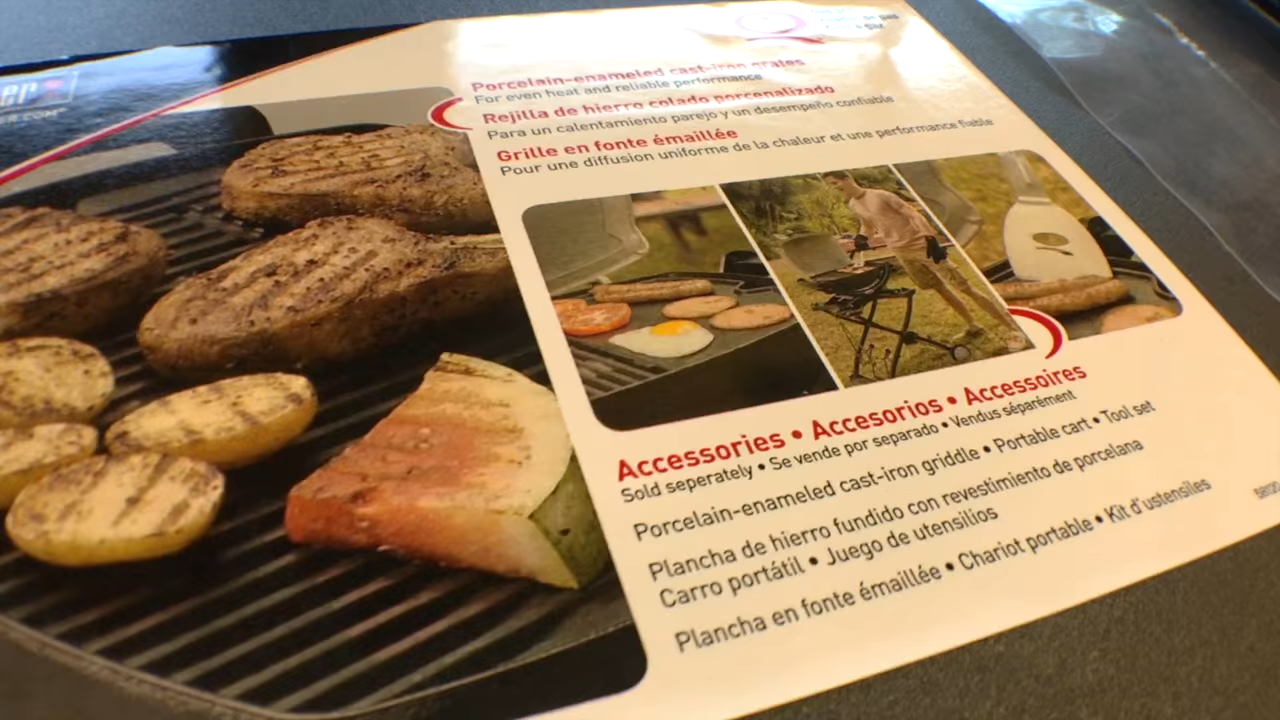 er
Porcelain-enameled cast-iron grates
For even heat and reliable performance
Rejilla de hierro colado porcenalizado
Para un calentamiento parejo y un desempeño confiable
Grille en fonte émaillée
Pour une diffusion uniforme de la chaleur et une performance fiable
Accessories • Accesorios • Accessoires
Sold seperately • Se vende por separado • Vendus séparément
Porcelain-enameled cast-iron griddle • Portable cart • Tool set
Plancha de hierro fundido con revestimiento de porcelana
Carro portátil • Juego de utensilios
Plancha en fonte émaillée • Chariot portable • Kit d'ustensiles